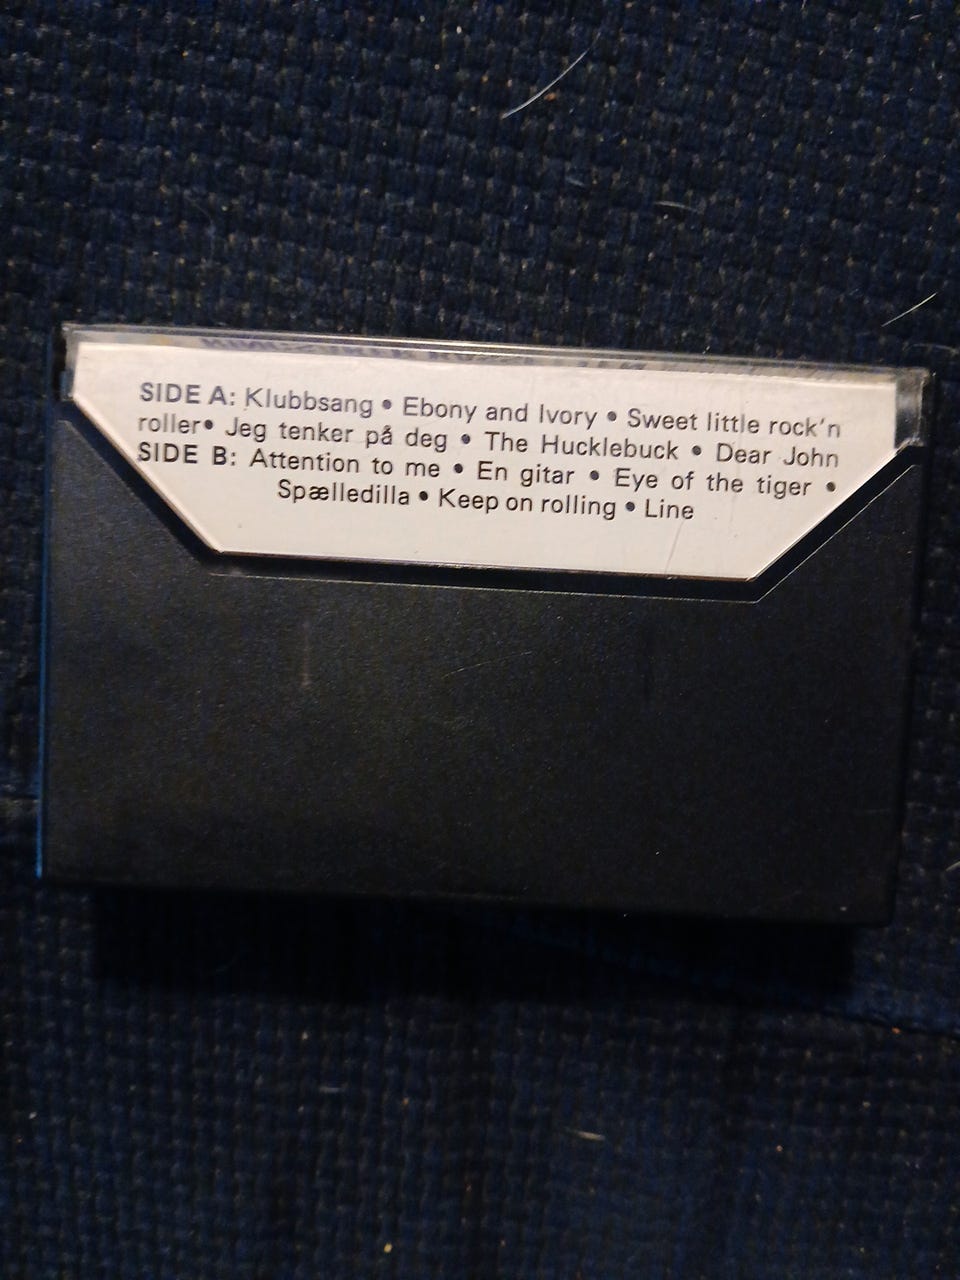 SIDE A: Klubbsang • Ebony and Ivory • Sweet little rock'n
roller• Jeg tenker på deg • The Hucklebuck • Dear John
SIDE B: Attention to me • En gitar • Eye of the tiger •
Spælledilla • Keep on rolling • Line